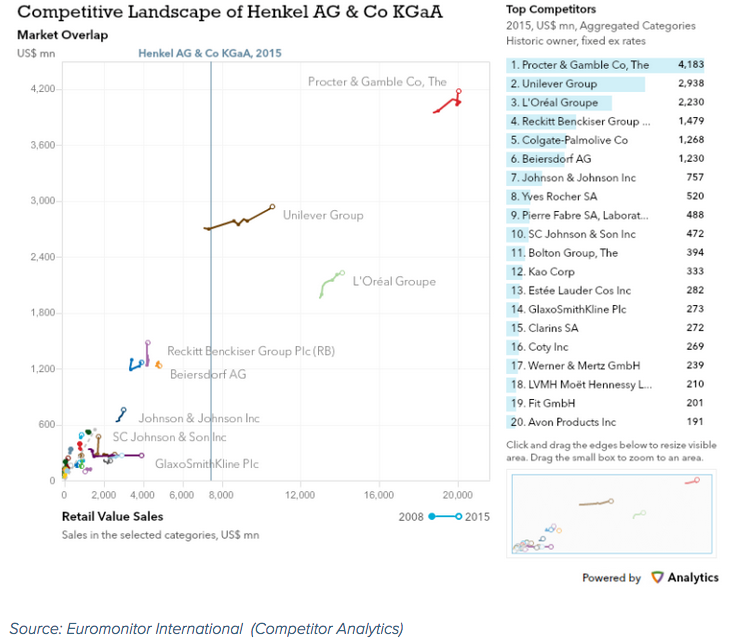 Competitive Landscape of Henkel AG & Co KGaA
Market Overlap
US$ mn
Henkel AG & Co KGaA, 2015
4,200
3,600
3,000
2,400
1,800
1,200
600
0
Procter & Gamble Co, The
Unilever Group
L'Oréal Groupe
Reckitt Benckiser Group Plc (RB)
Beiersdorf AG
Johnson & Johnson Inc
SC Johnson & Son Inc
GlaxoSmithKline Plc
0 2,000 4,000 6,000 8,000 12,000 16,000 20,000
Retail Value Sales
2008 2015
Sales in the selected categories, US$ mn
Top Competitors
2015, US$ mn, Aggregated Categories
Historic owner, fixed ex rates
1. Procter & Gamble Co, The 4,183
2. Unilever Group 2,938
3. L'Oréal Groupe 2,230
4. Reckitt Benckiser Group ... 1,479
5. Colgate-Palmolive Co 1,268
6. Beiersdorf AG 1,230
7. Johnson & Johnson Inc 757
8. Yves Rocher SA 520
9. Pierre Fabre SA, Laborat... 488
10. SC Johnson & Son Inc 472
11. Bolton Group, The 394
12. Kao Corp 333
13. Estée Lauder Cos Inc 282
14. GlaxoSmithKline Plc 273
15. Clarins SA 272
16. Coty Inc 269
17. Werner & Mertz GmbH 239
18. LVMH Moët Hennessy L... 210
19. Fit GmbH 201
20. Avon Products Inc 191
Click and drag the edges below to resize visible
area. Drag the small box to zoom to an area.
Powered by Analytics
Source: Euromonitor International (Competitor Analytics)